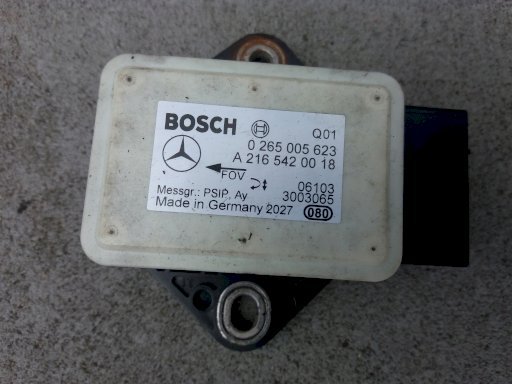 BOSCH Q01
0 265 005 623
A 216 542 00 18
FOV
06103
Messgr.: PSIP, Ay 3003065
Made in Germany 2027 080